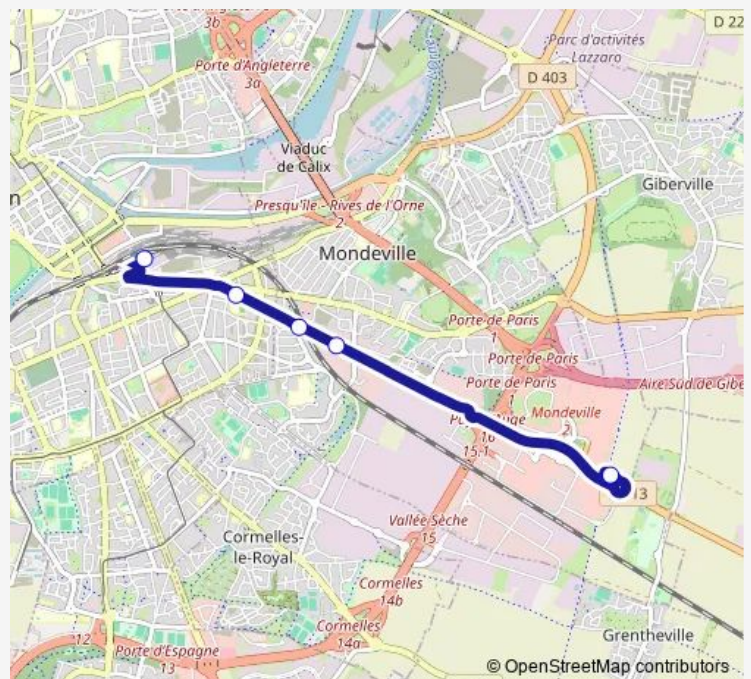 3b
D 22
Porte d'Angleterre
3a
Parc d'activités
Lazzaro
D 403
Viaduc
de Calix
Giberville
Presqu'île - Rives de l'Orne
2
n
Mondeville
Porte de Paris
1
Porte de Paris
Porte de Paris
1
Aire Sud de Gibe
Mondeville
2
16
15.1
13
Vallée Sèche
15
Cormelles-
le-Royal
Cormelles
14b
Cormelles
14a
Grentheville
12
Porte d'Espagne
13
© OpenStreetMap contributors